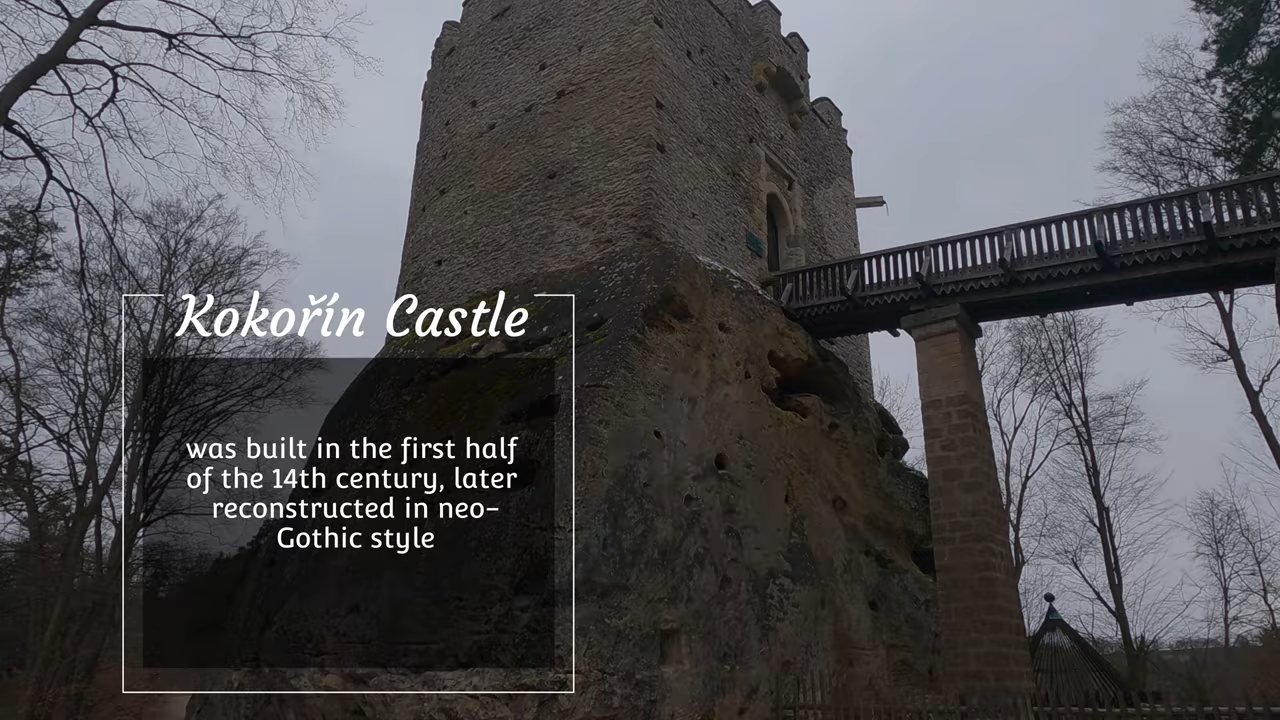 Kokořín Castle
was built in the first half
of the 14th century, later
reconstructed in neo-
Gothic style